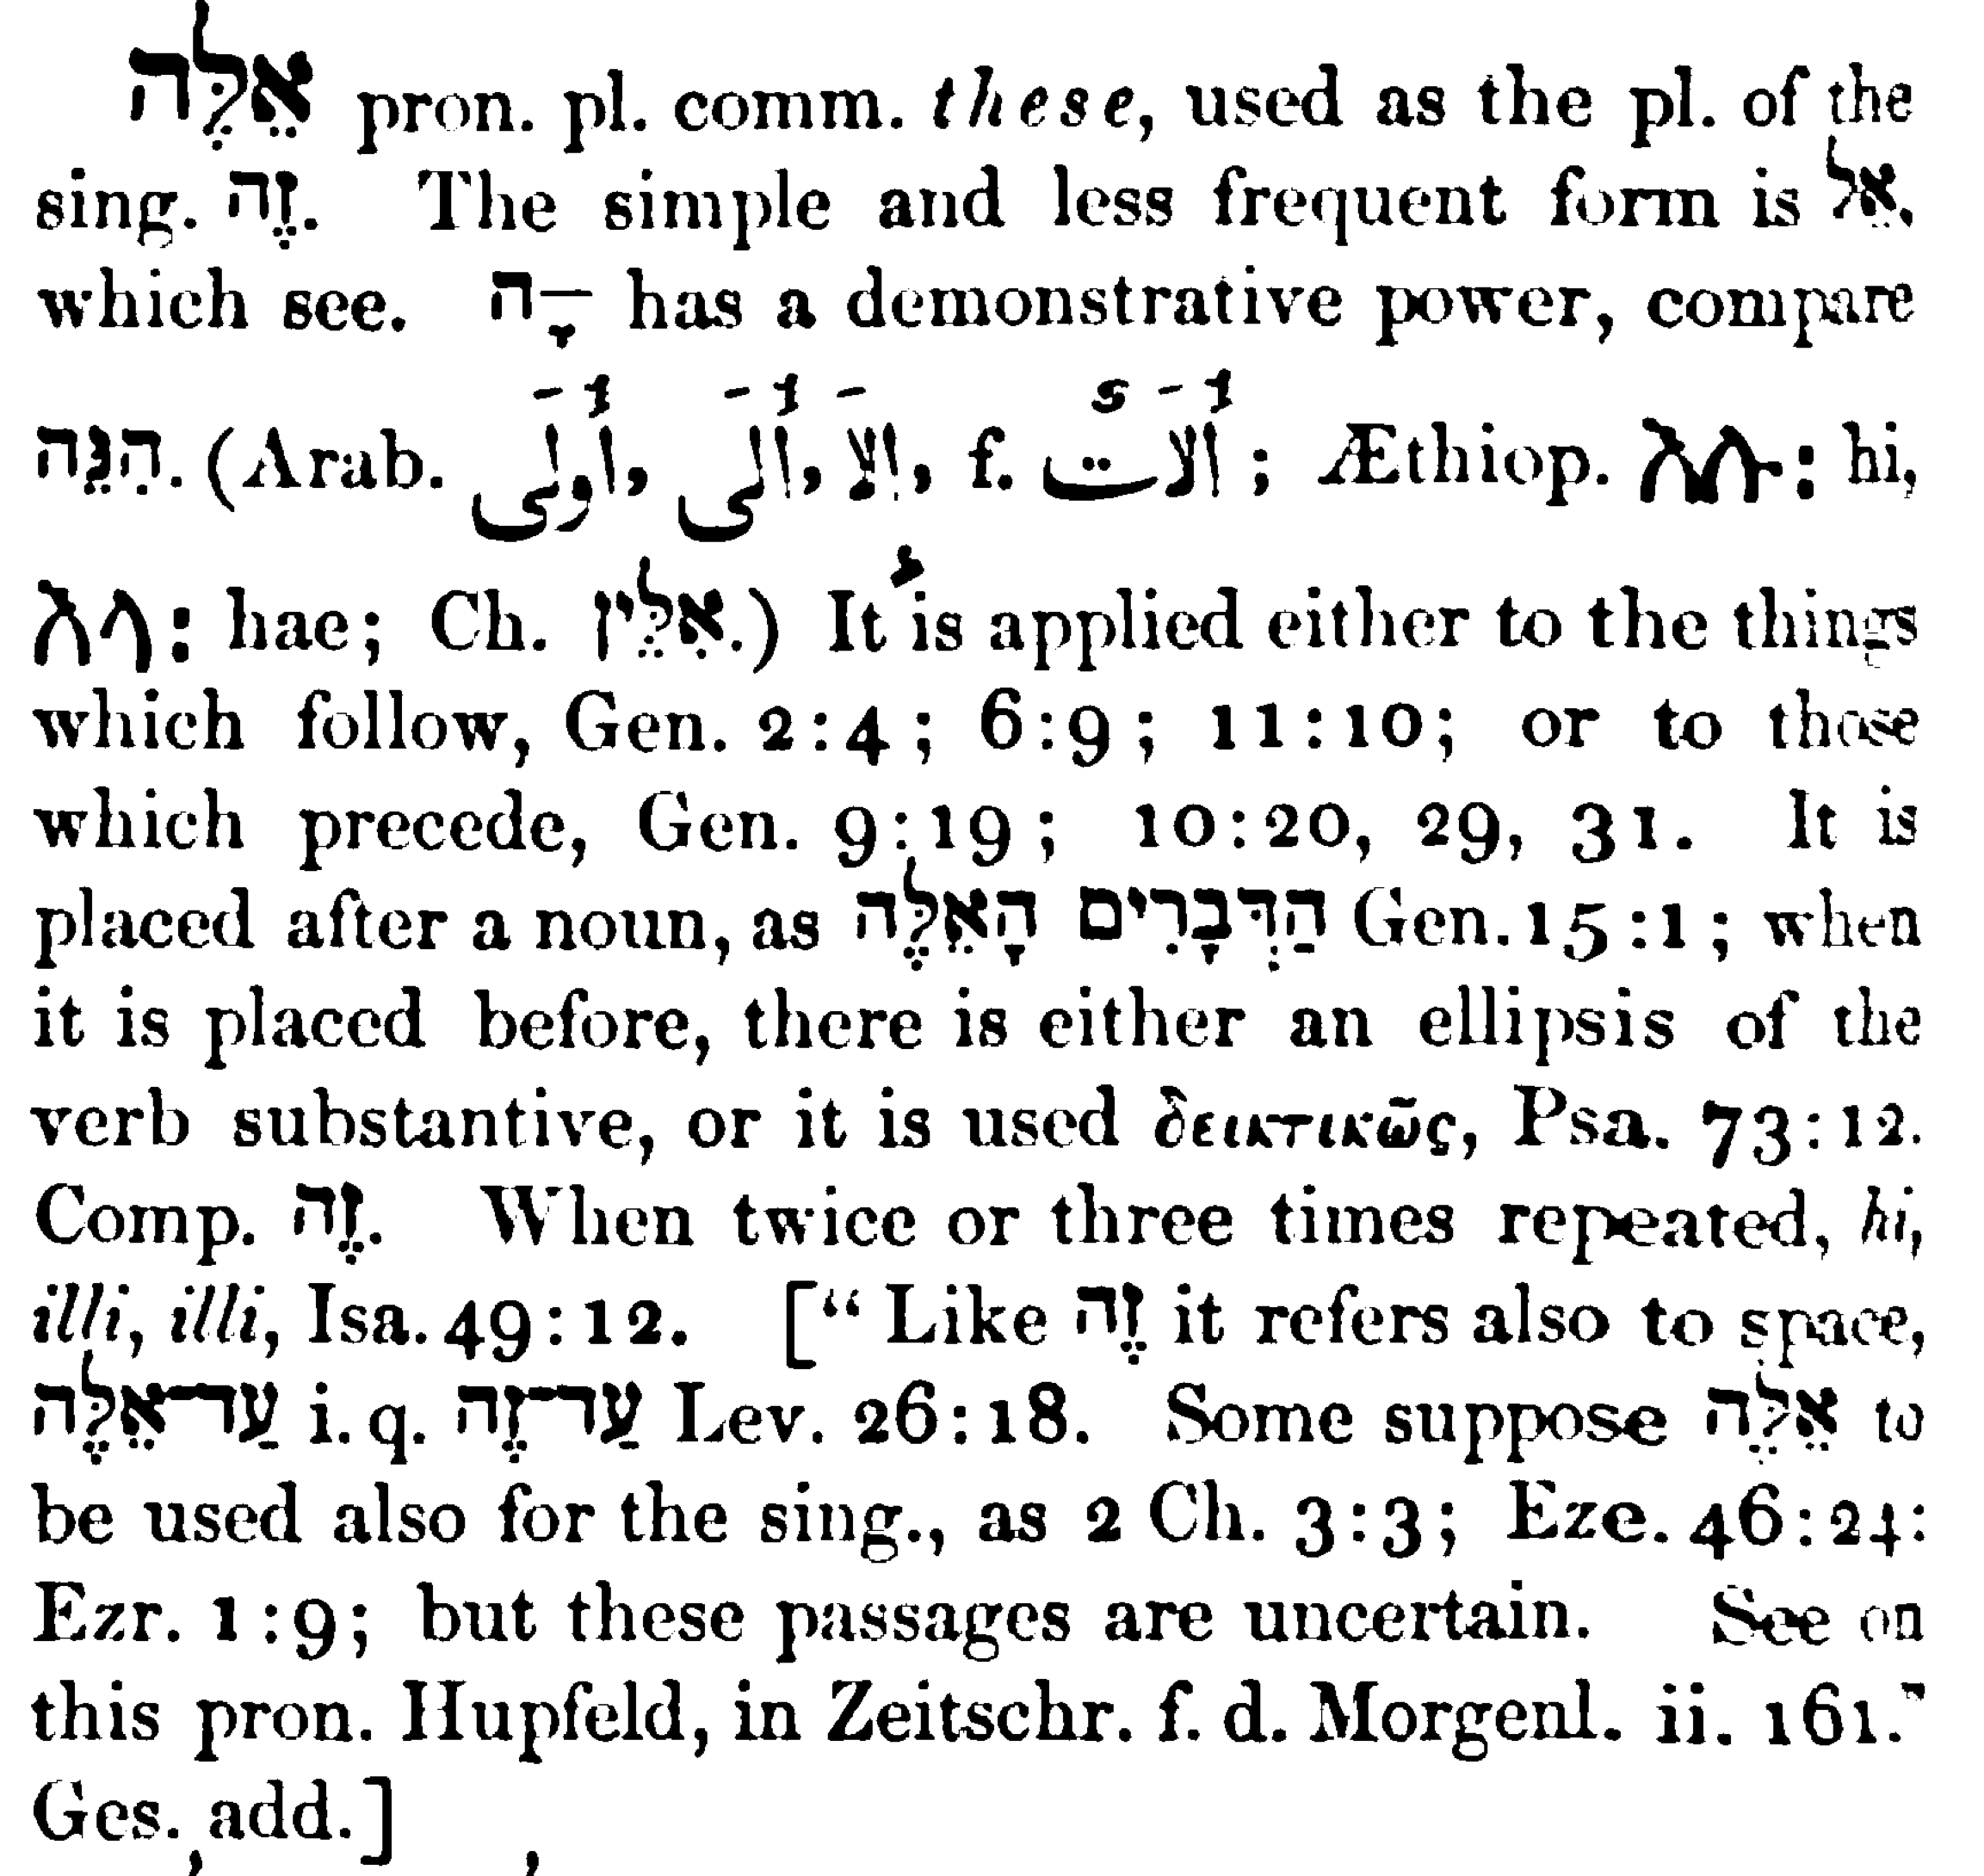 אֵלֶּה pron. pl. comm. these, used as the pl. of the
sing. זֶה. The simple and less frequent form is אֵל,
which see. ־ָה has a demonstrative power, compare
הִנֵּה. (Arab. أُولَى, أُلَى, إِلَا, f. أُلَاتٌ; Æthiop. እሉ፡ hi,
እላ፡ hae; Ch. אִלֵּין.) It is applied either to the things
which follow, Gen. 2:4; 6:9; 11:10; or to those
which precede, Gen. 9:19; 10:20, 29, 31. It is
placed after a noun, as הַדְּבָרִים הָאֵלֶּה Gen. 15:1; when
it is placed before, there is either an ellipsis of the
verb substantive, or it is used δεικτικῶς, Psa. 73:12.
Comp. זֶה. When twice or three times repeated, hi,
illi, illi, Isa. 49:12. [“Like זֶה it refers also to space,
עַד־אֵלֶּה i. q. עַד־זֶה Lev. 26:18. Some suppose אֵלֶּה to
be used also for the sing., as 2 Ch. 3:3; Eze. 46:24:
Ezr. 1:9; but these passages are uncertain. See on
this pron. Hupfeld, in Zeitschr. f. d. Morgenl. ii. 161.”
Ges. add.]